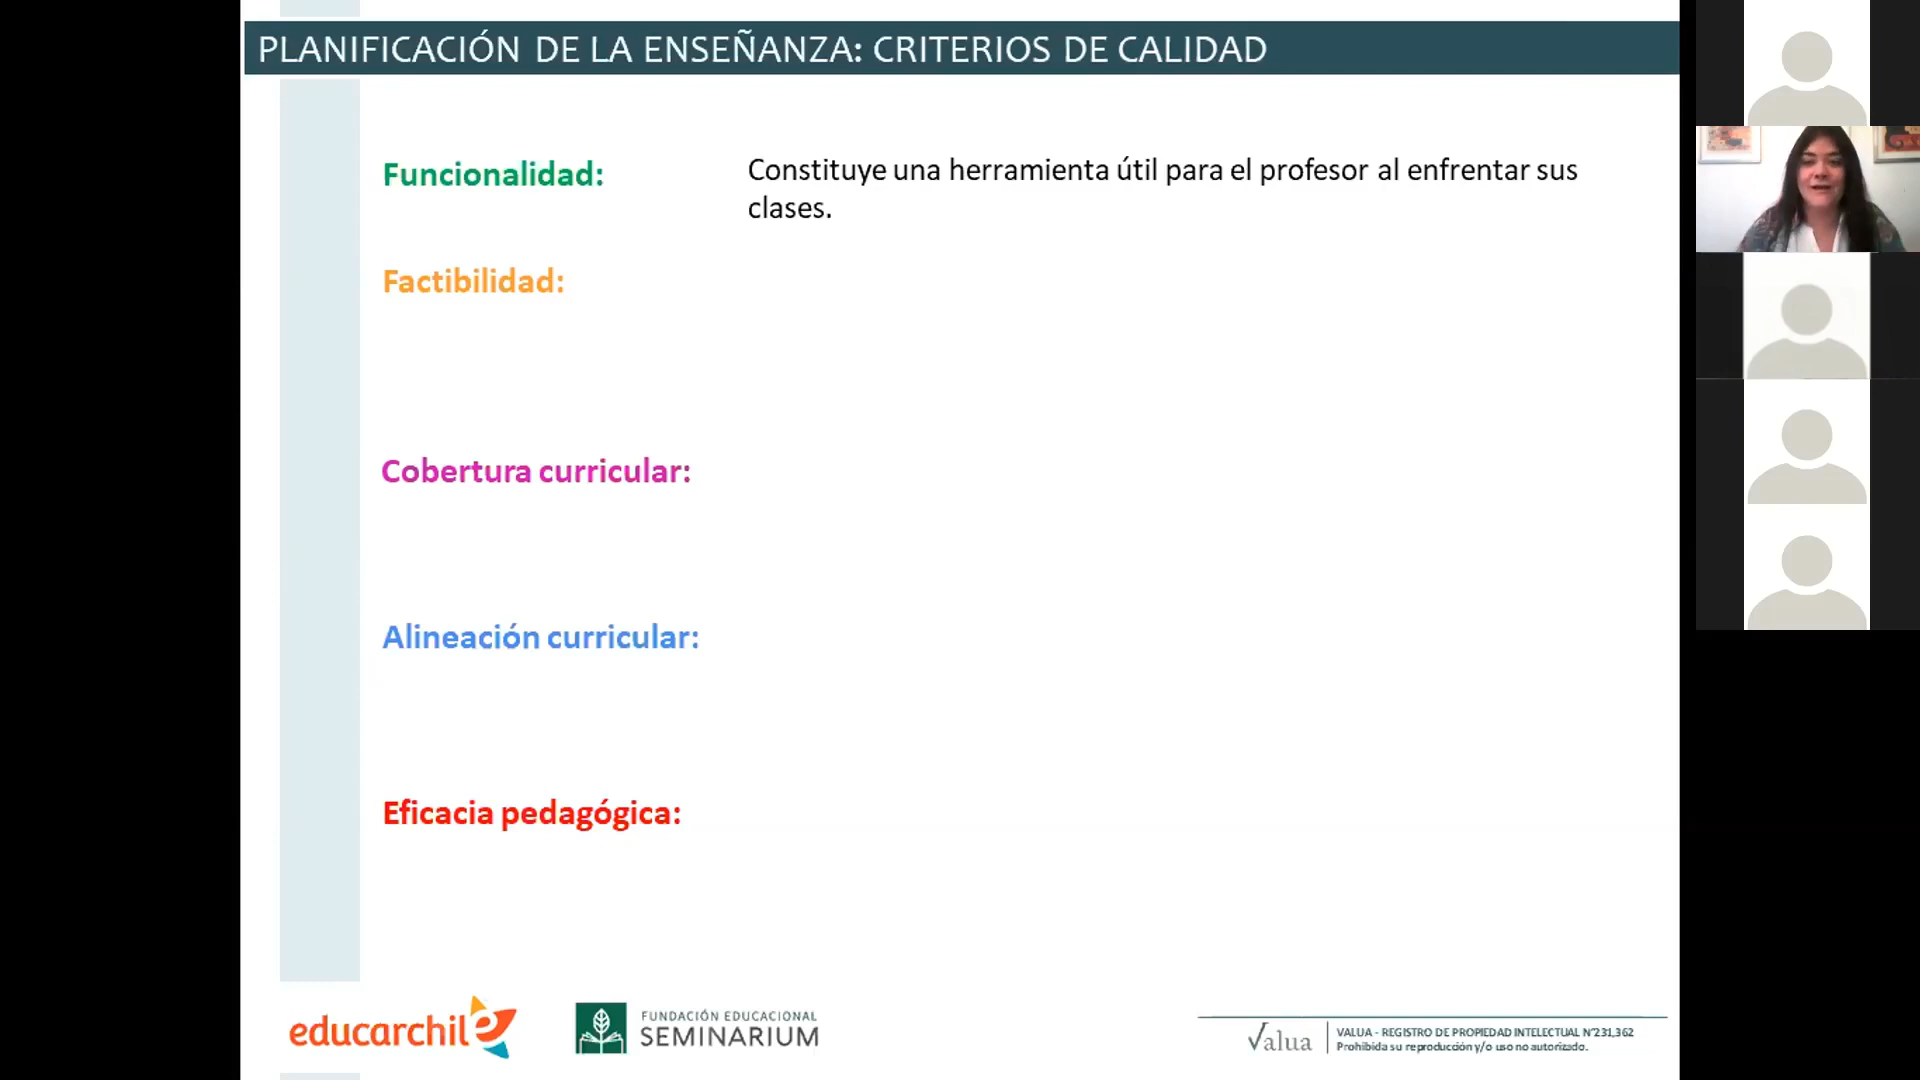 PLANIFICACIÓN DE LA ENSEÑANZA: CRITERIOS DE CALIDAD
Funcionalidad:
Constituye una herramienta útil para el profesor al enfrentar sus
clases.
Factibilidad:
Cobertura curricular:
Alineación curricular:
Eficacia pedagógica:
educarchile
FUNDACIÓN EDUCACIONAL
SEMINARIUM
Valua
VALUA - REGISTRO DE PROPIEDAD INTELECTUAL N°231,362
Prohibida su reproducción y/o uso no autorizado.